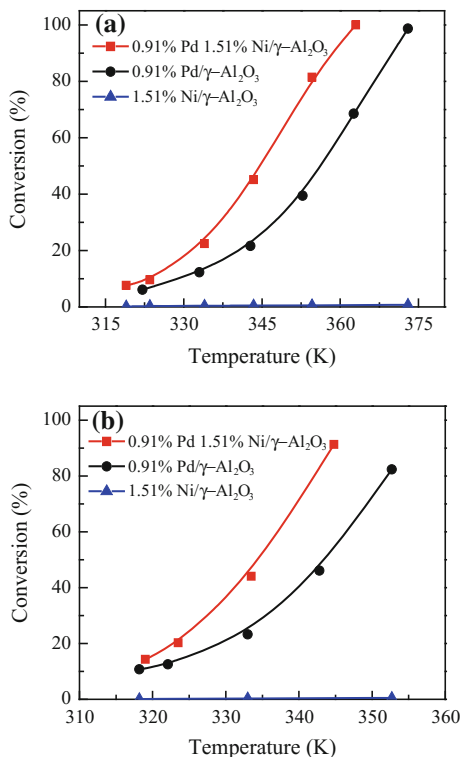 (a)
0.91% Pd 1.51% Ni/γ–Al₂O₃
0.91% Pd/γ–Al₂O₃
1.51% Ni/γ–Al₂O₃
Conversion (%)
100
80
60
40
20
0
315 330 345 360 375
Temperature (K)
(b)
0.91% Pd 1.51% Ni/γ–Al₂O₃
0.91% Pd/γ–Al₂O₃
1.51% Ni/γ–Al₂O₃
Conversion (%)
100
80
60
40
20
0
310 320 330 340 350 360
Temperature (K)